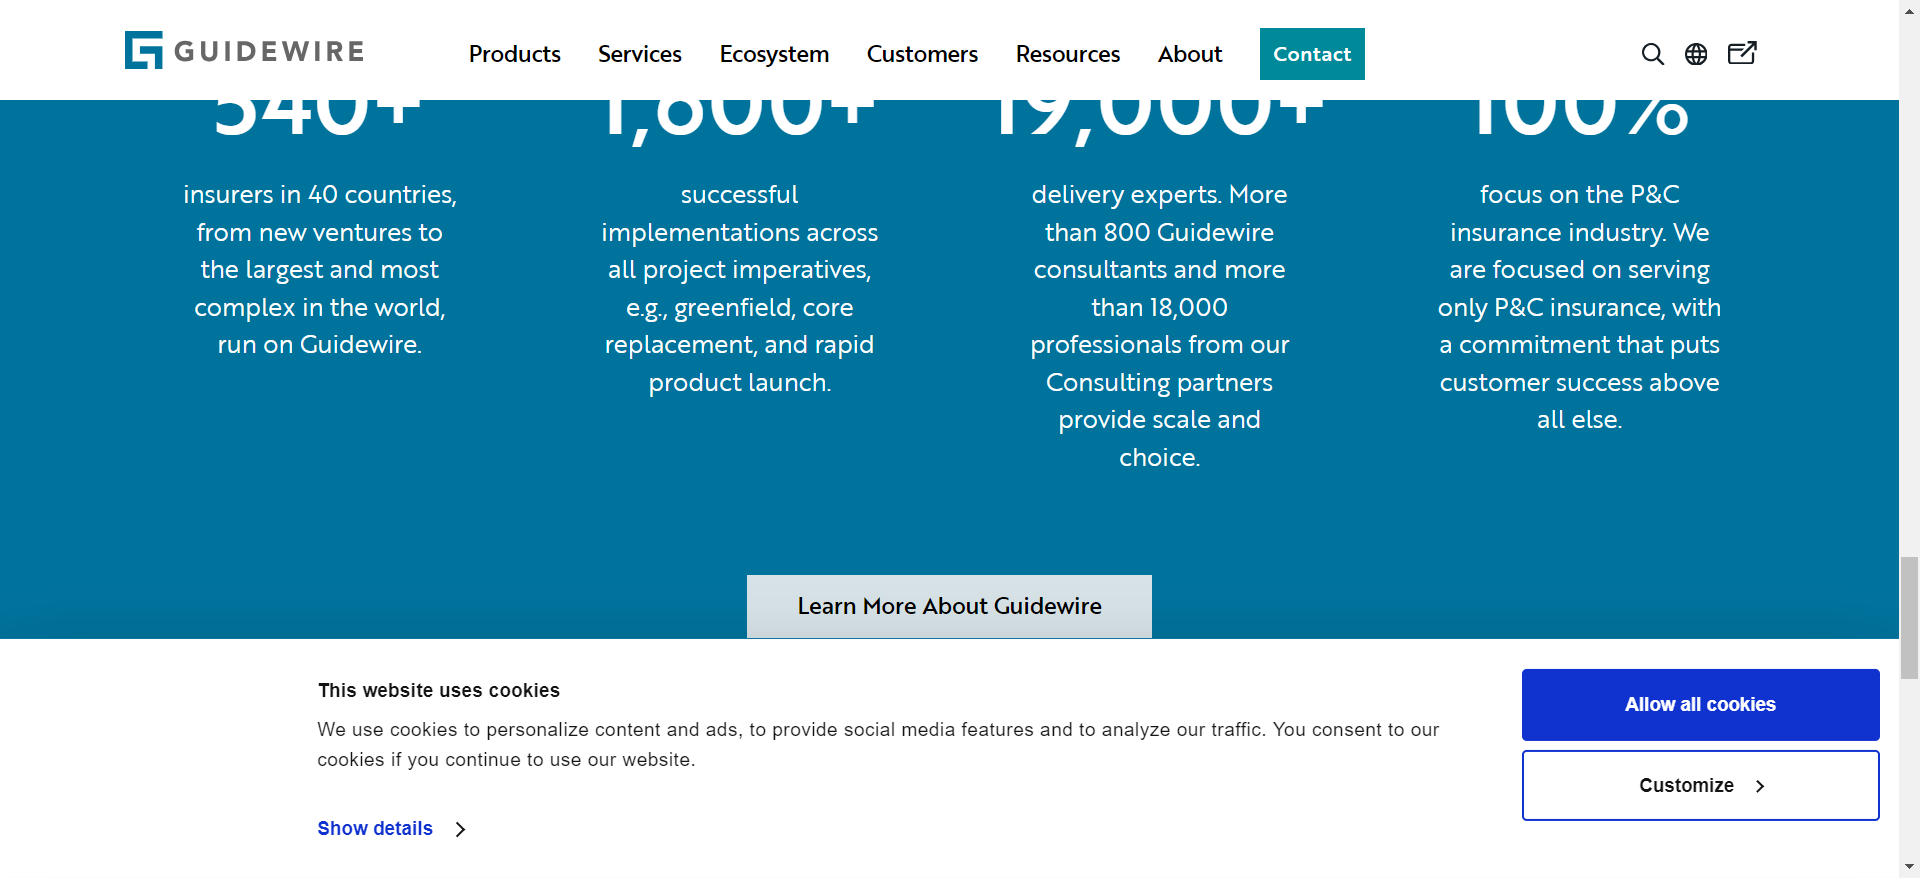 GUIDEWIRE
Products Services Ecosystem Customers Resources About Contact
540+
insurers in 40 countries,
from new ventures to
the largest and most
complex in the world,
run on Guidewire.
1,600+
successful
implementations across
all project imperatives,
e.g., greenfield, core
replacement, and rapid
product launch.
19,000+
delivery experts. More
than 800 Guidewire
consultants and more
than 18,000
professionals from our
Consulting partners
provide scale and
choice.
100%
focus on the P&C
insurance industry. We
are focused on serving
only P&C insurance, with
a commitment that puts
customer success above
all else.
Learn More About Guidewire
This website uses cookies
We use cookies to personalize content and ads, to provide social media features and to analyze our traffic. You consent to our
cookies if you continue to use our website.
Show details
Allow all cookies
Customize